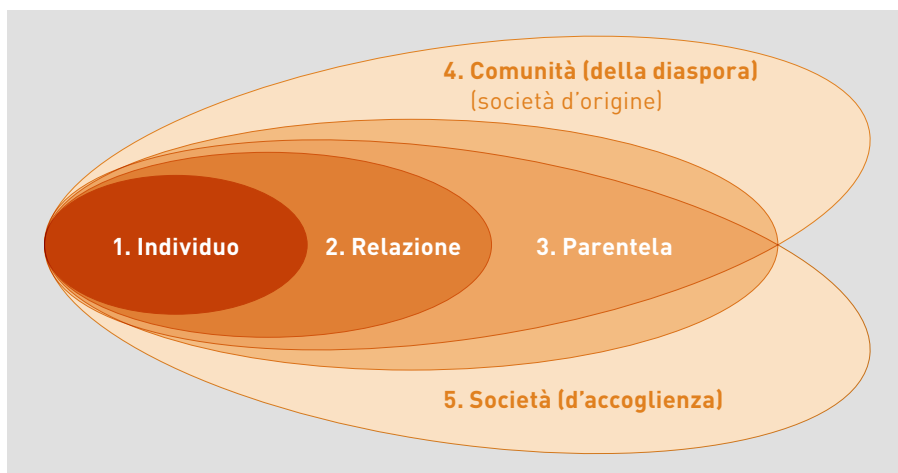 4. Comunità (della diaspora)
(società d’origine)
1. Individuo
2. Relazione
3. Parentela
5. Società (d’accoglienza)